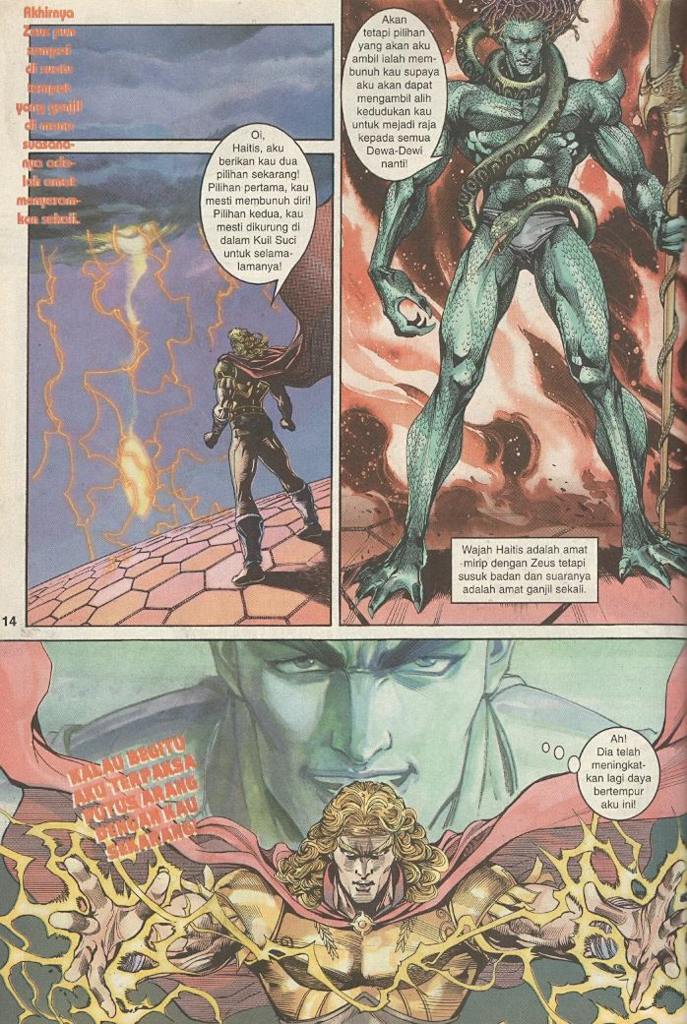 Akhirnya
Zeus pun
sampai
di suatu
tempat
yang ganjil
di mana
suasana-
nya ada-
lah amat
menyeram-
kan sekali.
Oi,
Haitis, aku
berikan kau dua
pilihan sekarang!
Pilihan pertama, kau
mesti membunuh diri!
Pilihan kedua, kau
mesti dikurung di
dalam Kuil Suci
untuk selama-
lamanya!
Akan
tetapi pilihan
yang akan aku
ambil ialah mem-
bunuh kau supaya
aku akan dapat
mengambil alih
kedudukan kau
untuk mejadi raja
kepada semua
Dewa-Dewi
nanti!
Wajah Haitis adalah amat
mirip dengan Zeus tetapi
susuk badan dan suaranya
adalah amat ganjil sekali.
14
KALAU BEGITU
AKU TERPAKSA
PUTUS ARANG
DENGAN KAU
SEKARANG!
Ah!
Dia telah
meningkat-
kan lagi daya
bertempur
aku ini!